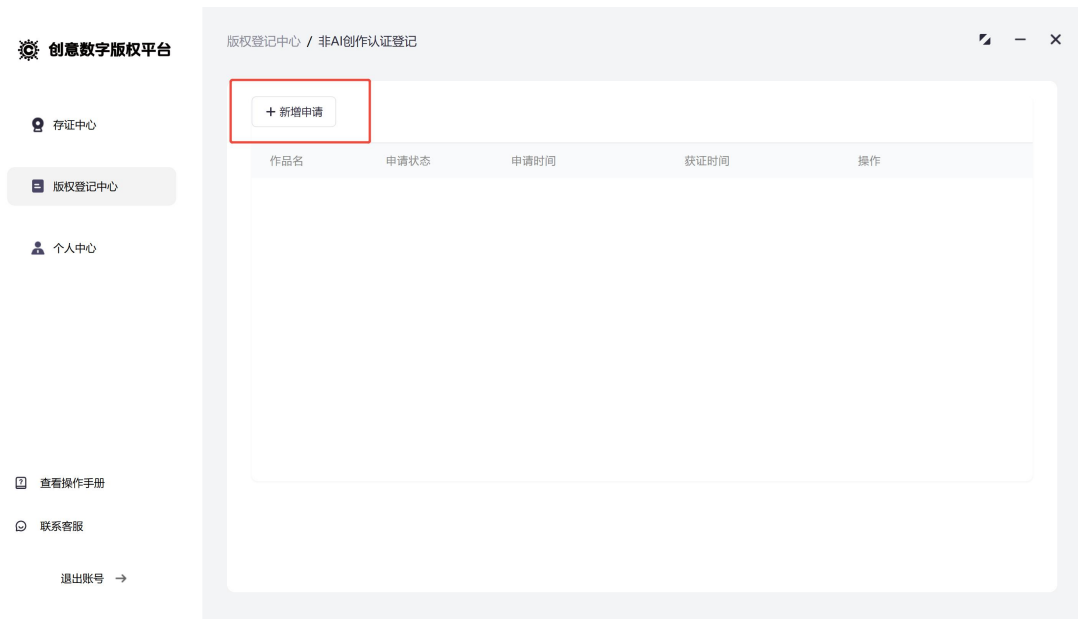 创意数字版权平台
版权登记中心 / 非AI创作认证登记
存证中心
版权登记中心
个人中心
+ 新增申请
作品名 申请状态 申请时间 获证时间 操作
查看操作手册
联系客服
退出账号 →